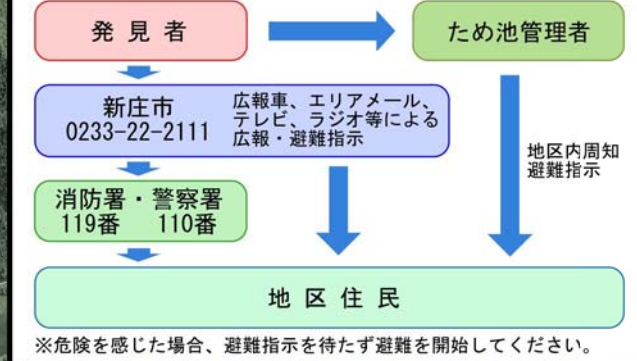 発見者
ため池管理者
新庄市
0233-22-2111
広報車、エリアメール、
テレビ、ラジオ等による
広報・避難指示
地区内周知
避難指示
消防署・警察署
119番 110番
地区住民
※危険を感じた場合、避難指示を待たず避難を開始してください。